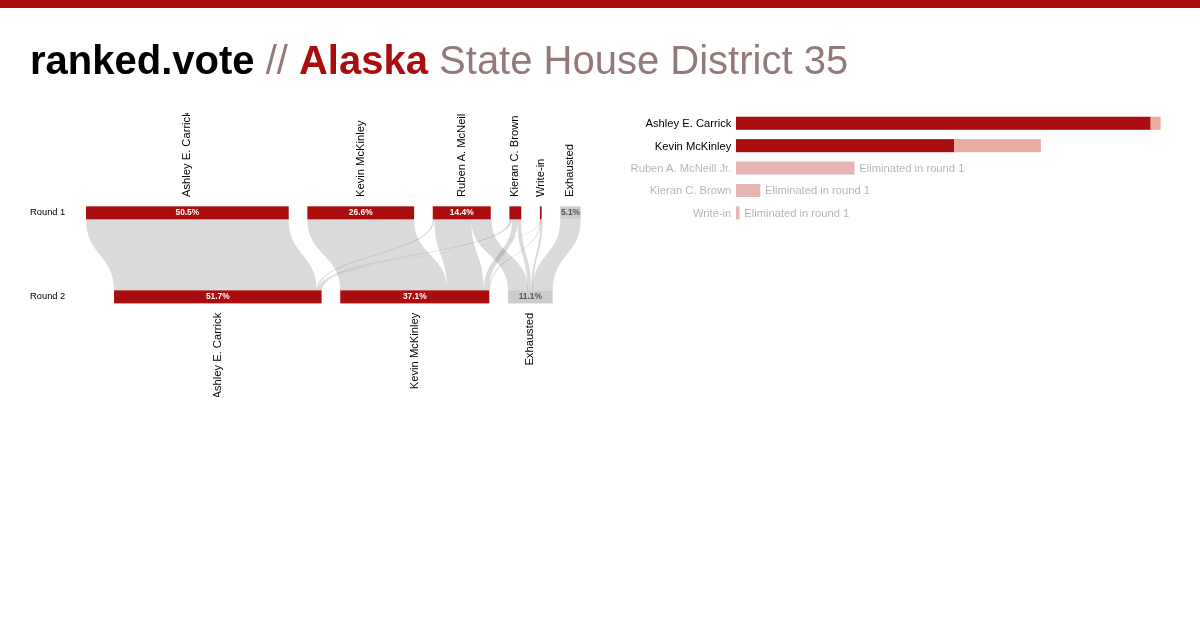 ranked.vote // Alaska State House District 35
Ashley E. Carrick
Kevin McKinley
Ruben A. McNeil
Kieran C. Brown
Write-in
Exhausted
Round 1
50.5%
26.6%
14.4%
5.1%
Round 2
51.7%
37.1%
11.1%
Ashley E. Carrick
Kevin McKinley
Exhausted
Ashley E. Carrick
Kevin McKinley
Ruben A. McNeill Jr. Eliminated in round 1
Kieran C. Brown Eliminated in round 1
Write-in Eliminated in round 1